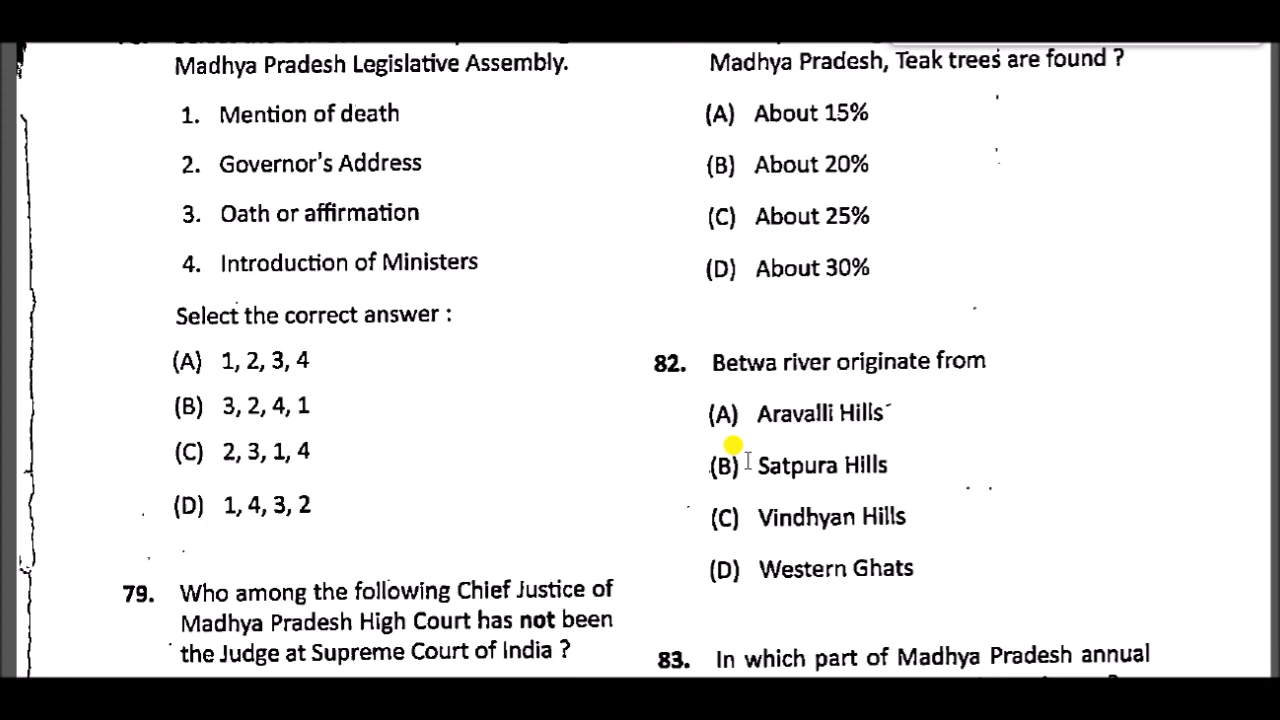 Madhya Pradesh Legislative Assembly.
1. Mention of death
2. Governor's Address
3. Oath or affirmation
4. Introduction of Ministers
Select the correct answer :
(A) 1, 2, 3, 4
(B) 3, 2, 4, 1
(C) 2, 3, 1, 4
(D) 1, 4, 3, 2
79. Who among the following Chief Justice of
Madhya Pradesh High Court has not been
the Judge at Supreme Court of India ?
Madhya Pradesh, Teak trees are found ?
(A) About 15%
(B) About 20%
(C) About 25%
(D) About 30%
82. Betwa river originate from
(A) Aravalli Hills
(B) Satpura Hills
(C) Vindhyan Hills
(D) Western Ghats
83. In which part of Madhya Pradesh annual